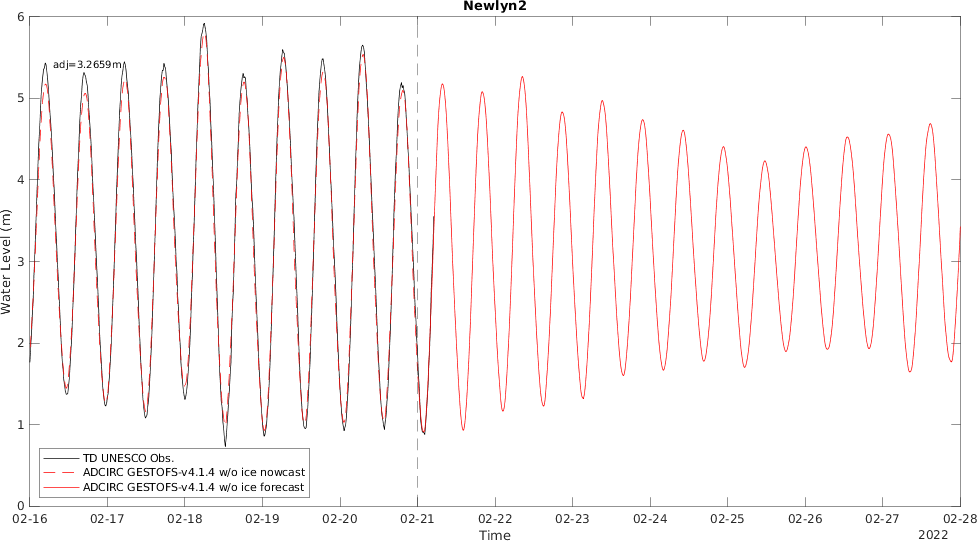 Newlyn2
6
5
4
3
2
1
0
Water Level (m)
adj=3.2659m
TD UNESCO Obs.
ADCIRC GESTOFS-v4.1.4 w/o ice nowcast
ADCIRC GESTOFS-v4.1.4 w/o ice forecast
02-16 02-17 02-18 02-19 02-20 02-21 02-22 02-23 02-24 02-25 02-26 02-27 02-28
Time
2022